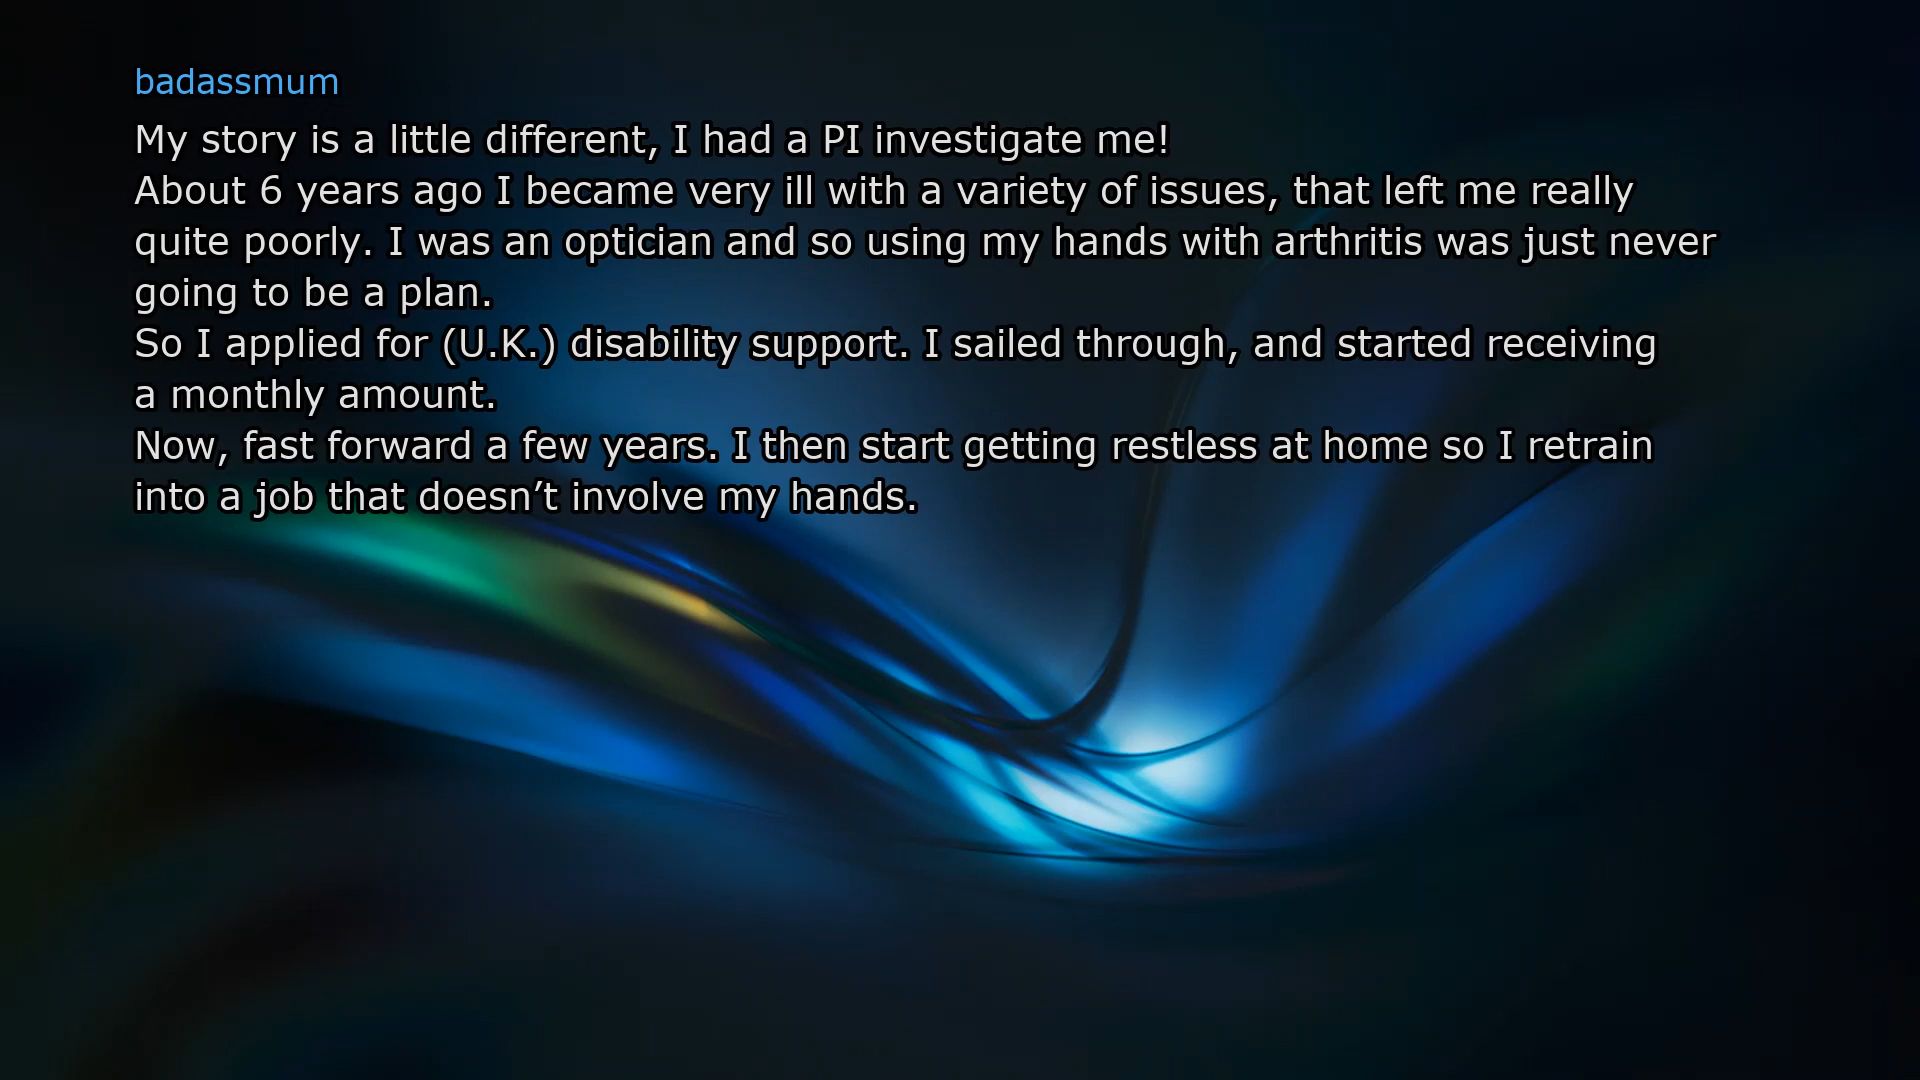 badassmum
My story is a little different, I had a PI investigate me!
About 6 years ago I became very ill with a variety of issues, that left me really
quite poorly. I was an optician and so using my hands with arthritis was just never
going to be a plan.
So I applied for (U.K.) disability support. I sailed through, and started receiving
a monthly amount.
Now, fast forward a few years. I then start getting restless at home so I retrain
into a job that doesn’t involve my hands.